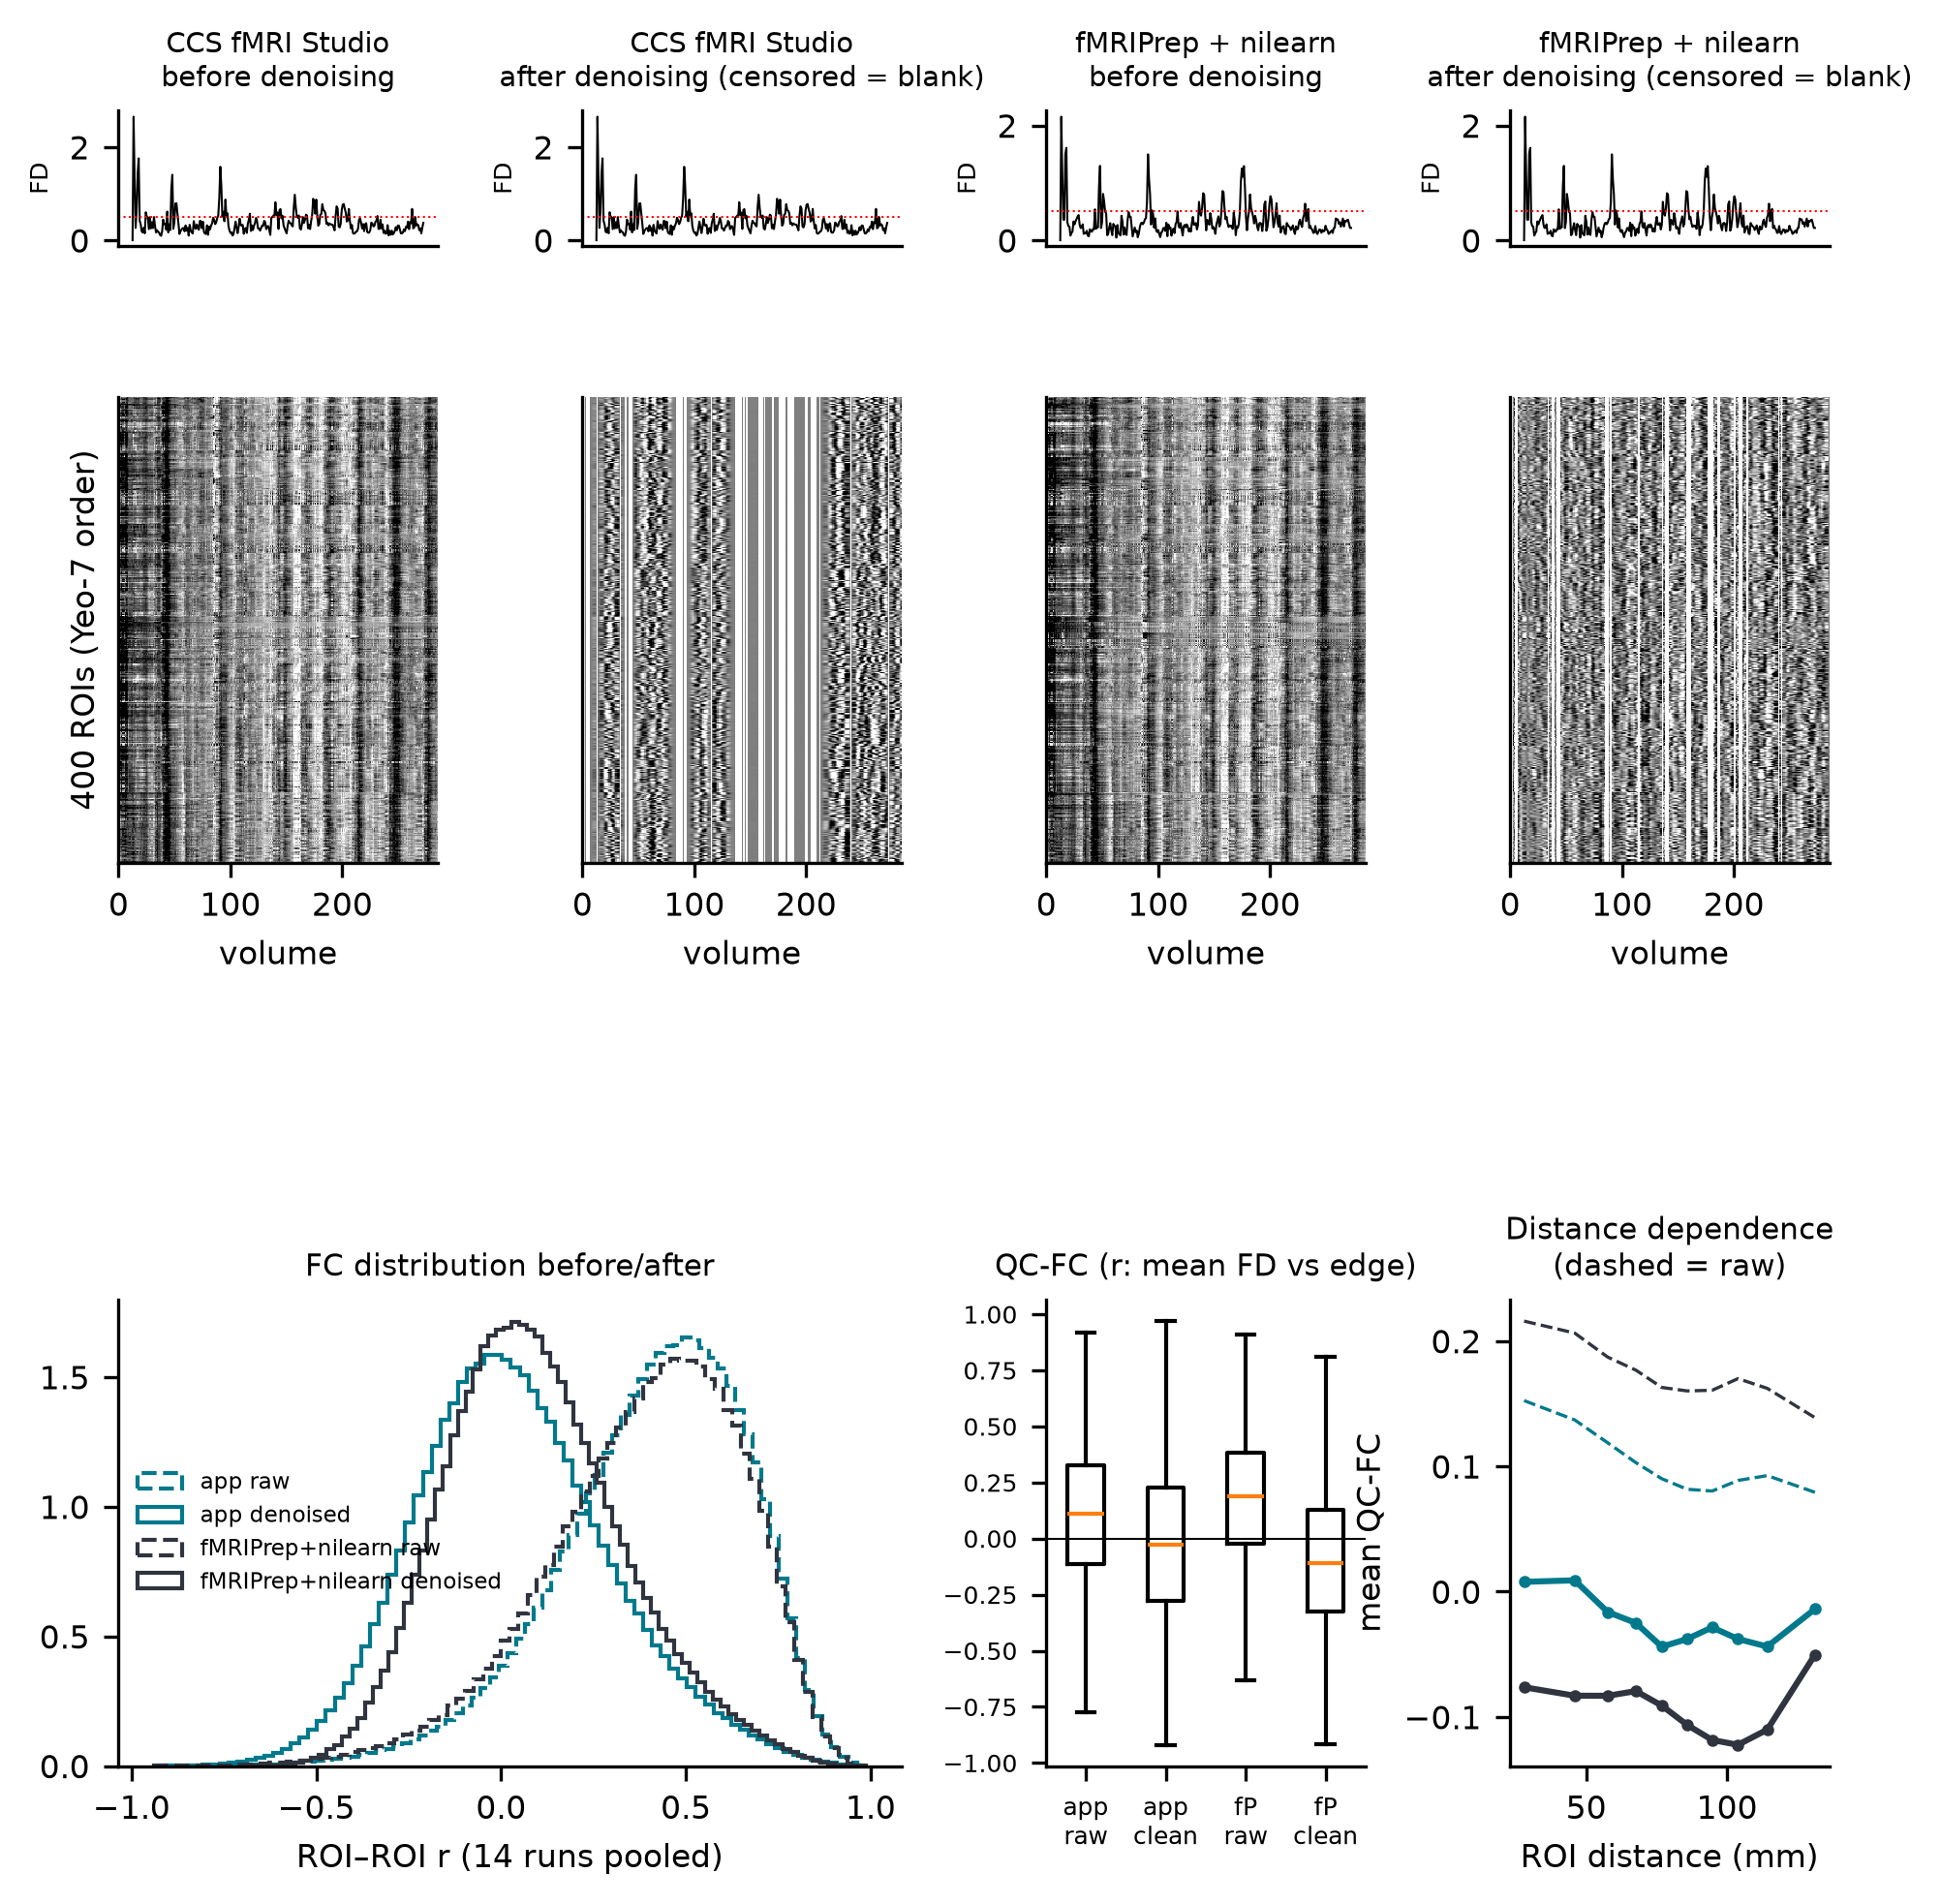 CCS fMRI Studio
before denoising
CCS fMRI Studio
after denoising (censored = blank)
fMRIPrep + nilearn
before denoising
fMRIPrep + nilearn
after denoising (censored = blank)
FD
2
0
FD
2
0
FD
2
0
FD
2
0
400 ROIs (Yeo-7 order)
0 100 200
volume
0 100 200
volume
0 100 200
volume
0 100 200
volume
FC distribution before/after
1.5
1.0
0.5
0.0
app raw
app denoised
fMRIPrep+nilearn raw
fMRIPrep+nilearn denoised
−1.0 −0.5 0.0 0.5 1.0
ROI–ROI r (14 runs pooled)
QC-FC (r: mean FD vs edge)
1.00
0.75
0.50
0.25
0.00
−0.25
−0.50
−0.75
−1.00
app
raw
app
clean
fP
raw
fP
clean
Distance dependence
(dashed = raw)
mean QC-FC
0.2
0.1
0.0
−0.1
50 100
ROI distance (mm)